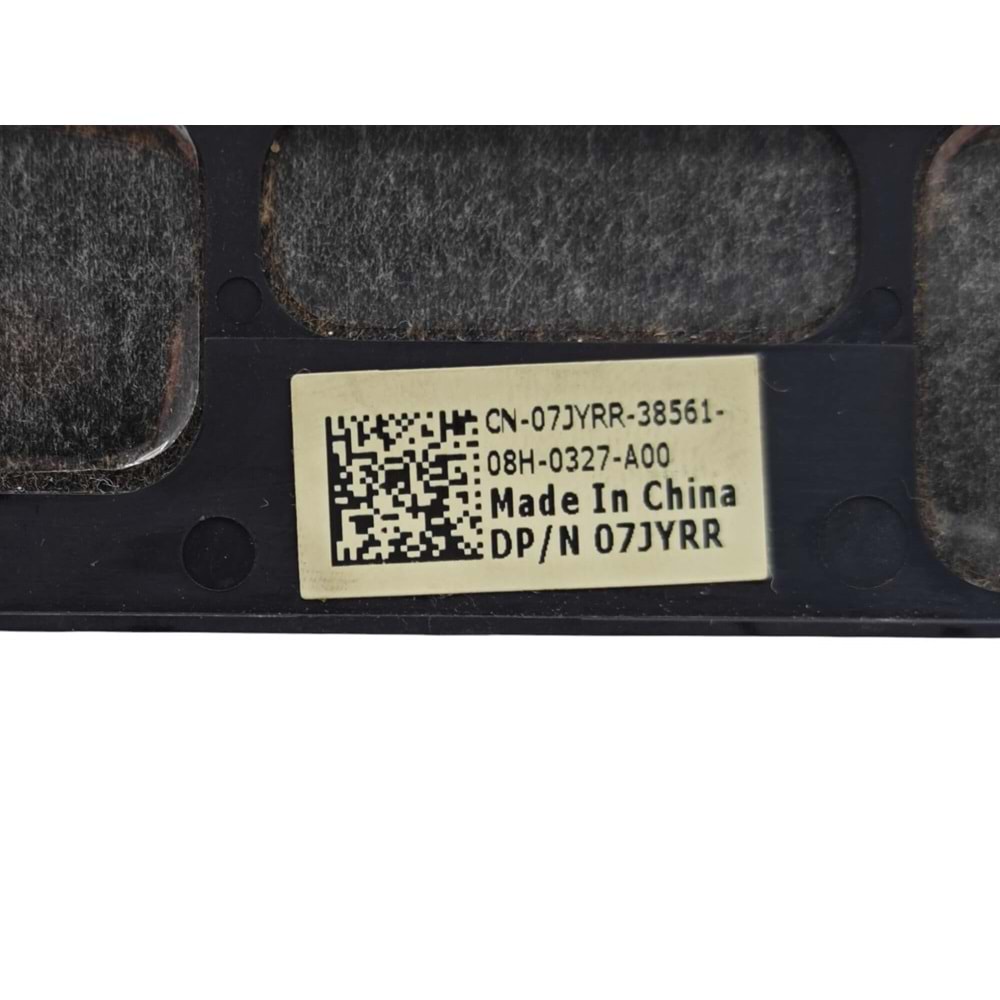 CN-07JYRR-38561-
08H-0327-A00
Made In China
DP/N 07JYRR